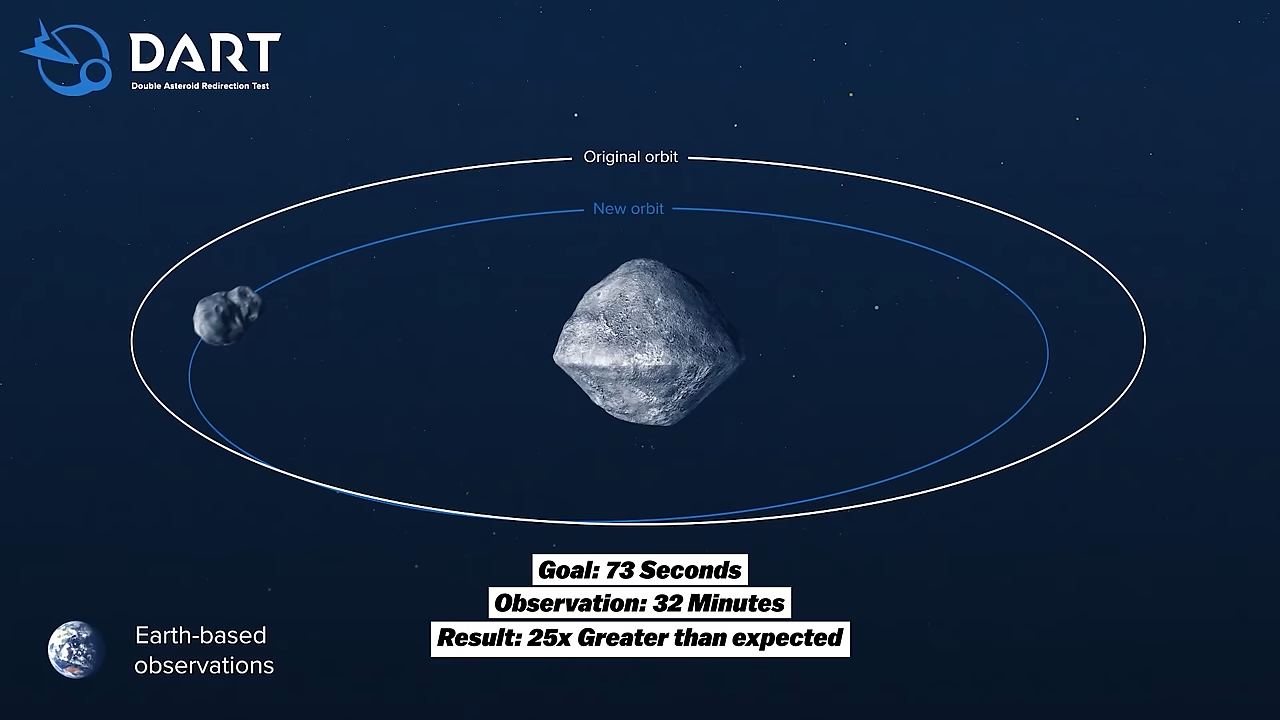 DART
Double Asteroid Redirection Test
Original orbit
New orbit
Goal: 73 Seconds
Observation: 32 Minutes
Result: 25x Greater than expected
Earth-based
observations